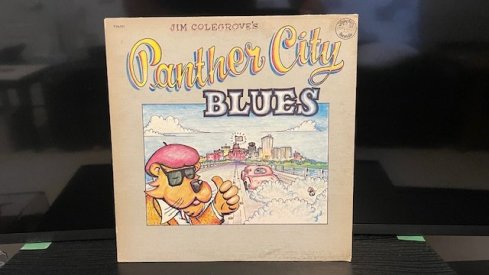 JIM COLEGROVE'S
Panther City
BLUES